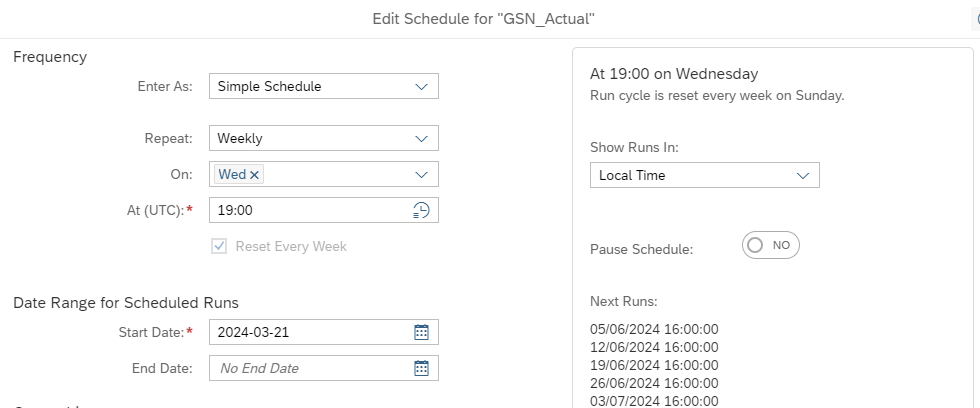 Edit Schedule for "GSN_Actual"
Frequency
Enter As: Simple Schedule
Repeat: Weekly
On: Wed
At (UTC):* 19:00
Reset Every Week
Date Range for Scheduled Runs
Start Date:* 2024-03-21
End Date: No End Date
At 19:00 on Wednesday
Run cycle is reset every week on Sunday.
Show Runs In:
Local Time
Pause Schedule: NO
Next Runs:
05/06/2024 16:00:00
12/06/2024 16:00:00
19/06/2024 16:00:00
26/06/2024 16:00:00
03/07/2024 16:00:00